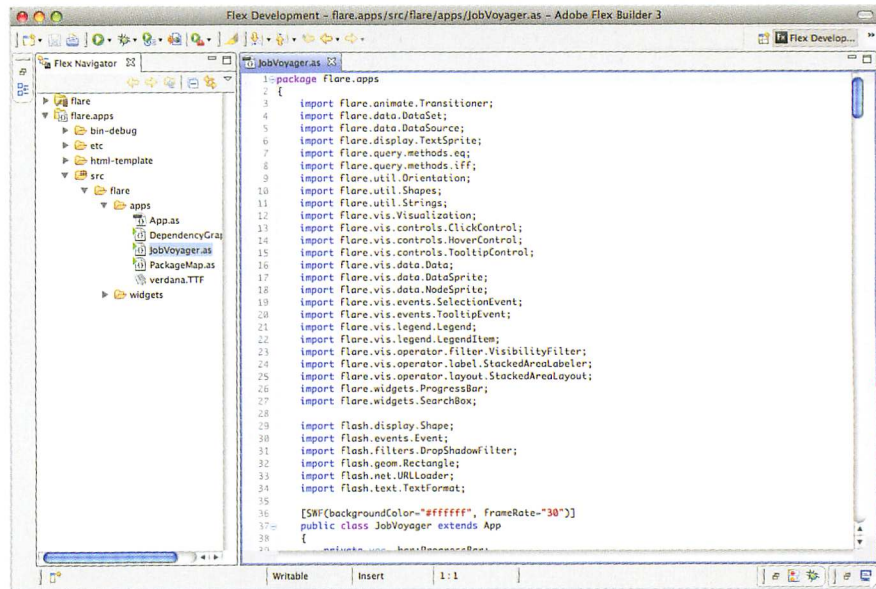 Flex Development - flare.apps/src/flare/apps/JobVoyager.as - Adobe Flex Builder 3
Flex Develop...
Flex Navigator
flare
flare.apps
bin-debug
etc
html-template
src
flare
apps
App.as
DependencyGra
JobVoyager.as
PackageMap.as
verdana.TTF
widgets
JobVoyager.as
1 package flare.apps
2 {
3 import flare.animate.Transitioner;
4 import flare.data.DataSet;
5 import flare.data.DataSource;
6 import flare.display.TextSprite;
7 import flare.query.methods.eq;
8 import flare.query.methods.iff;
9 import flare.util.Orientation;
10 import flare.util.Shapes;
11 import flare.util.Strings;
12 import flare.vis.Visualization;
13 import flare.vis.controls.ClickControl;
14 import flare.vis.controls.HoverControl;
15 import flare.vis.controls.TooltipControl;
16 import flare.vis.data.Data;
17 import flare.vis.data.DataSprite;
18 import flare.vis.data.NodeSprite;
19 import flare.vis.events.SelectionEvent;
20 import flare.vis.events.TooltipEvent;
21 import flare.vis.legend.Legend;
22 import flare.vis.legend.LegendItem;
23 import flare.vis.operator.filter.VisibilityFilter;
24 import flare.vis.operator.label.StackedAreaLabeler;
25 import flare.vis.operator.layout.StackedAreaLayout;
26 import flare.widgets.ProgressBar;
27 import flare.widgets.SearchBox;
28
29 import flash.display.Shape;
30 import flash.events.Event;
31 import flash.filters.DropShadowFilter;
32 import flash.geom.Rectangle;
33 import flash.net.URLLoader;
34 import flash.text.TextFormat;
35
36 [SWF(backgroundColor="#ffffff", frameRate="30")]
37 public class JobVoyager extends App
38 {
Writable Insert 1:1